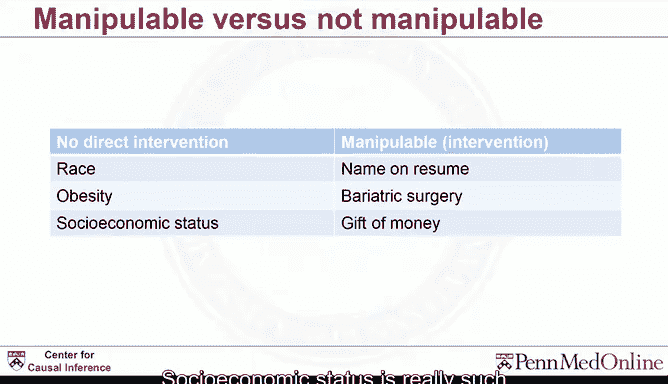 Manipulable versus not manipulable
No direct intervention Manipulable (intervention)
Race Name on resume
Obesity Bariatric surgery
Socioeconomic status Gift of money
Center for
Causal Inference
PennMedOnline
Socioeconomic status is really such